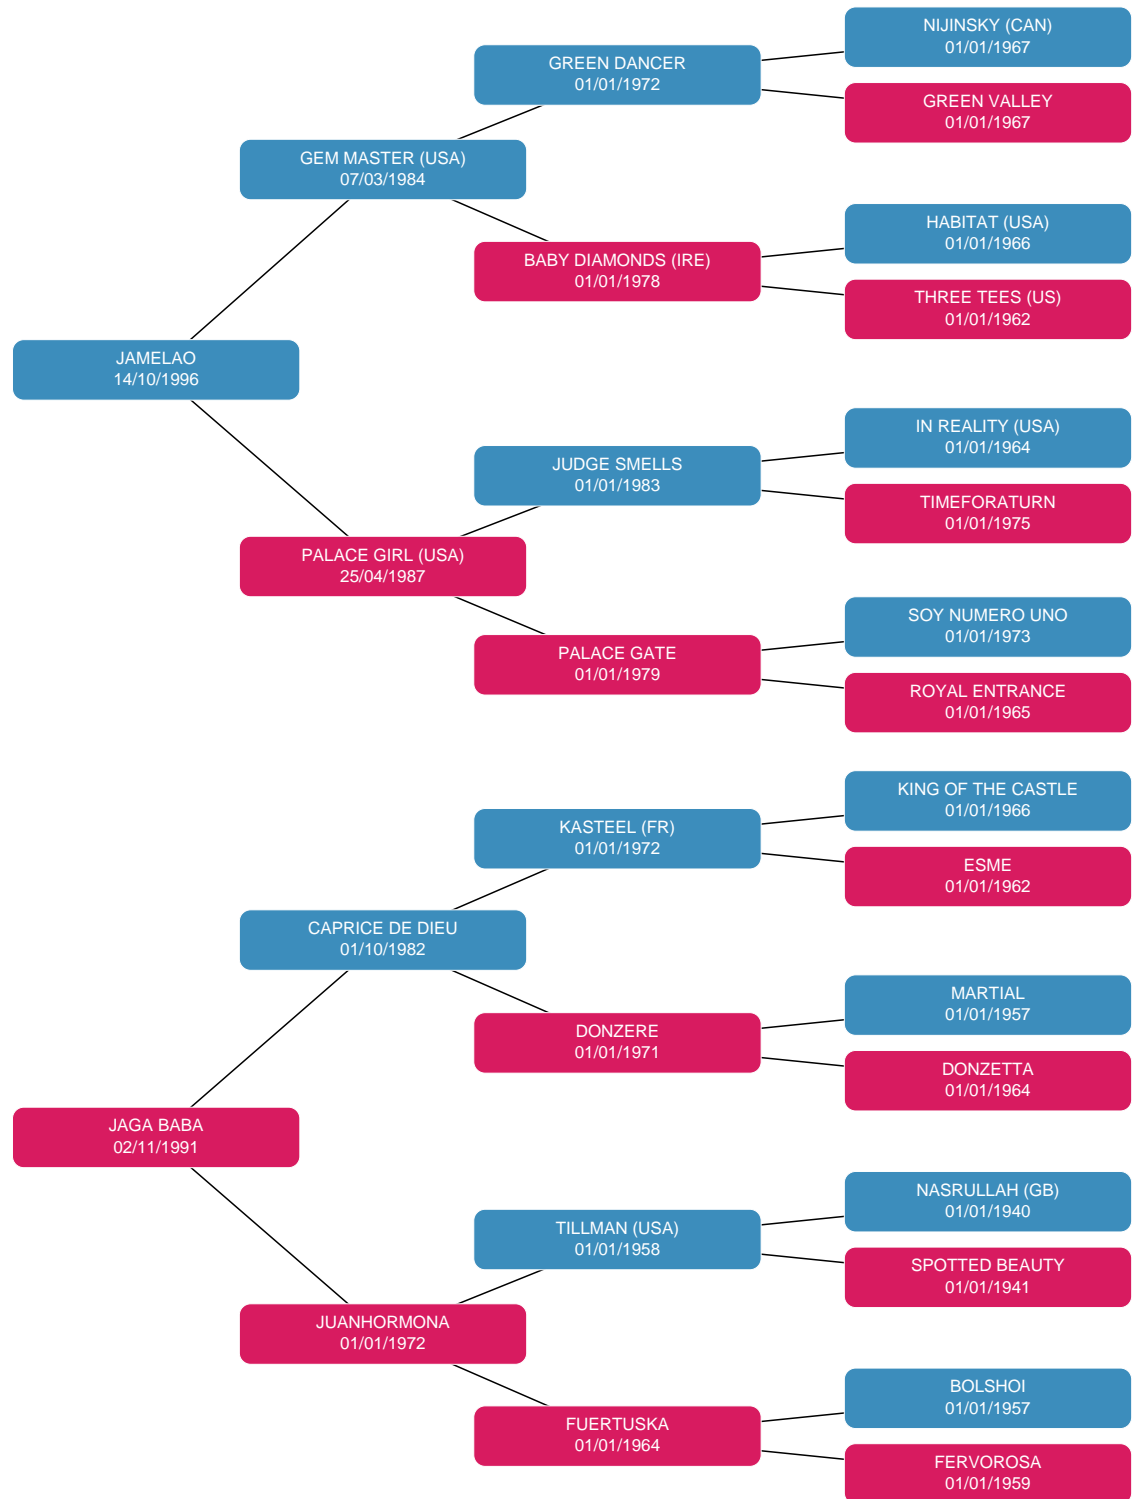 NIJINSKY (CAN)
01/01/1967
GREEN DANCER
01/01/1972
GREEN VALLEY
01/01/1967
GEM MASTER (USA)
07/03/1984
HABITAT (USA)
01/01/1966
BABY DIAMONDS (IRE)
01/01/1978
THREE TEES (US)
01/01/1962
JAMELAO
14/10/1996
IN REALITY (USA)
01/01/1964
JUDGE SMELLS
01/01/1983
TIMEFORATURN
01/01/1975
PALACE GIRL (USA)
25/04/1987
SOY NUMERO UNO
01/01/1973
PALACE GATE
01/01/1979
ROYAL ENTRANCE
01/01/1965
KING OF THE CASTLE
01/01/1966
KASTEEL (FR)
01/01/1972
ESME
01/01/1962
CAPRICE DE DIEU
01/10/1982
MARTIAL
01/01/1957
DONZERE
01/01/1971
DONZETTA
01/01/1964
JAGA BABA
02/11/1991
NASRULLAH (GB)
01/01/1940
TILLMAN (USA)
01/01/1958
SPOTTED BEAUTY
01/01/1941
JUANHORMONA
01/01/1972
BOLSHOI
01/01/1957
FUERTUSKA
01/01/1964
FERVOROSA
01/01/1959